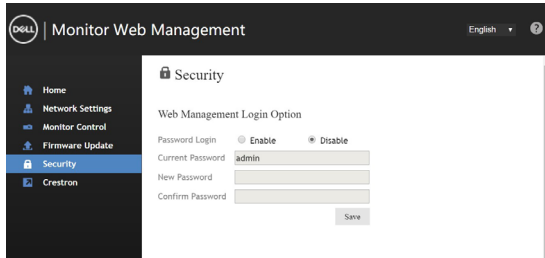 DELL | Monitor Web Management
English
?
Home
Network Settings
Monitor Control
Firmware Update
Security
Crestron
Security
Web Management Login Option
Password Login Enable Disable
Current Password admin
New Password
Confirm Password
Save